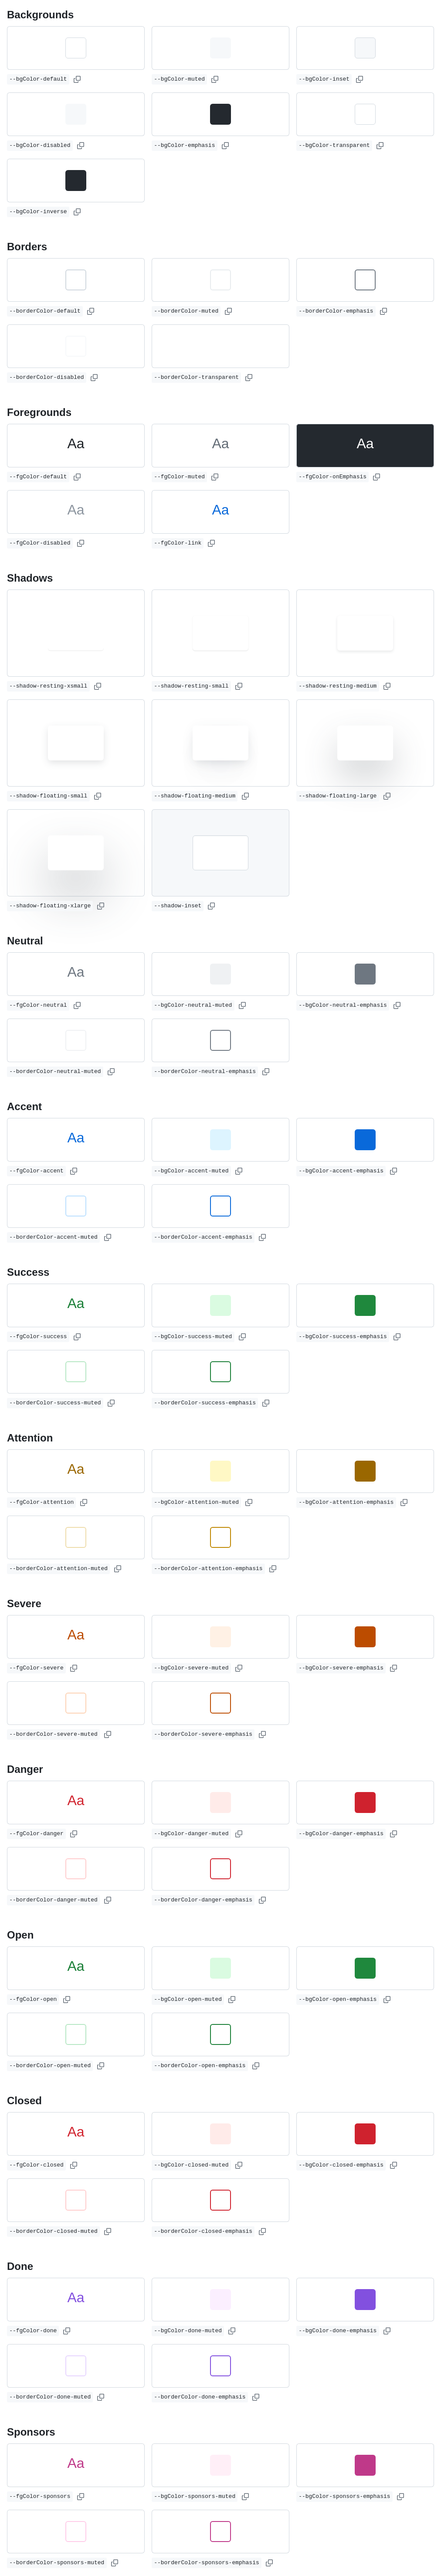 Backgrounds
--bgColor-default --bgColor-muted --bgColor-inset
--bgColor-disabled --bgColor-emphasis --bgColor-transparent
--bgColor-inverse
Borders
--borderColor-default --borderColor-muted --borderColor-emphasis
--borderColor-disabled --borderColor-transparent
Foregrounds
Aa Aa Aa
--fgColor-default --fgColor-muted --fgColor-onEmphasis
Aa Aa
--fgColor-disabled --fgColor-link
Shadows
--shadow-resting-xsmall --shadow-resting-small --shadow-resting-medium
--shadow-floating-small --shadow-floating-medium --shadow-floating-large
--shadow-floating-xlarge --shadow-inset
Neutral
Aa
--fgColor-neutral --bgColor-neutral-muted --bgColor-neutral-emphasis
--borderColor-neutral-muted --borderColor-neutral-emphasis
Accent
Aa
--fgColor-accent --bgColor-accent-muted --bgColor-accent-emphasis
--borderColor-accent-muted --borderColor-accent-emphasis
Success
Aa
--fgColor-success --bgColor-success-muted --bgColor-success-emphasis
--borderColor-success-muted --borderColor-success-emphasis
Attention
Aa
--fgColor-attention --bgColor-attention-muted --bgColor-attention-emphasis
--borderColor-attention-muted --borderColor-attention-emphasis
Severe
Aa
--fgColor-severe --bgColor-severe-muted --bgColor-severe-emphasis
--borderColor-severe-muted --borderColor-severe-emphasis
Danger
Aa
--fgColor-danger --bgColor-danger-muted --bgColor-danger-emphasis
--borderColor-danger-muted --borderColor-danger-emphasis
Open
Aa
--fgColor-open --bgColor-open-muted --bgColor-open-emphasis
--borderColor-open-muted --borderColor-open-emphasis
Closed
Aa
--fgColor-closed --bgColor-closed-muted --bgColor-closed-emphasis
--borderColor-closed-muted --borderColor-closed-emphasis
Done
Aa
--fgColor-done --bgColor-done-muted --bgColor-done-emphasis
--borderColor-done-muted --borderColor-done-emphasis
Sponsors
Aa
--fgColor-sponsors --bgColor-sponsors-muted --bgColor-sponsors-emphasis
--borderColor-sponsors-muted --borderColor-sponsors-emphasis